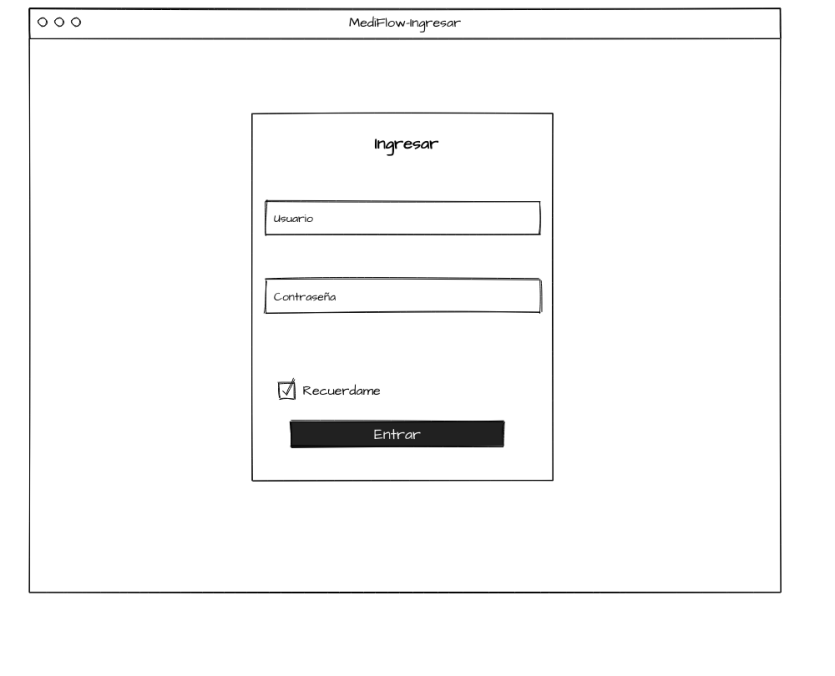 MediFlow-Ingresar
Ingresar
Usuario
Contraseña
Recuerdame
Entrar